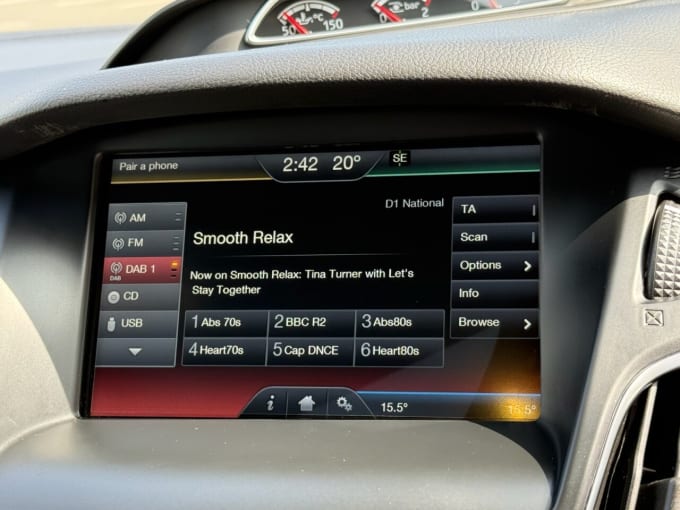 50 °C 150
0 bar 2
0
Pair a phone
2:42 20°
SE
D1 National
AM
FM
DAB 1
DAB
CD
USB
Smooth Relax
Now on Smooth Relax: Tina Turner with Let's
Stay Together
1 Abs 70s
2 BBC R2
3 Abs80s
4 Heart70s
5 Cap DNCE
6 Heart80s
TA
Scan
Options
Info
Browse
i
15.5°
15.5°